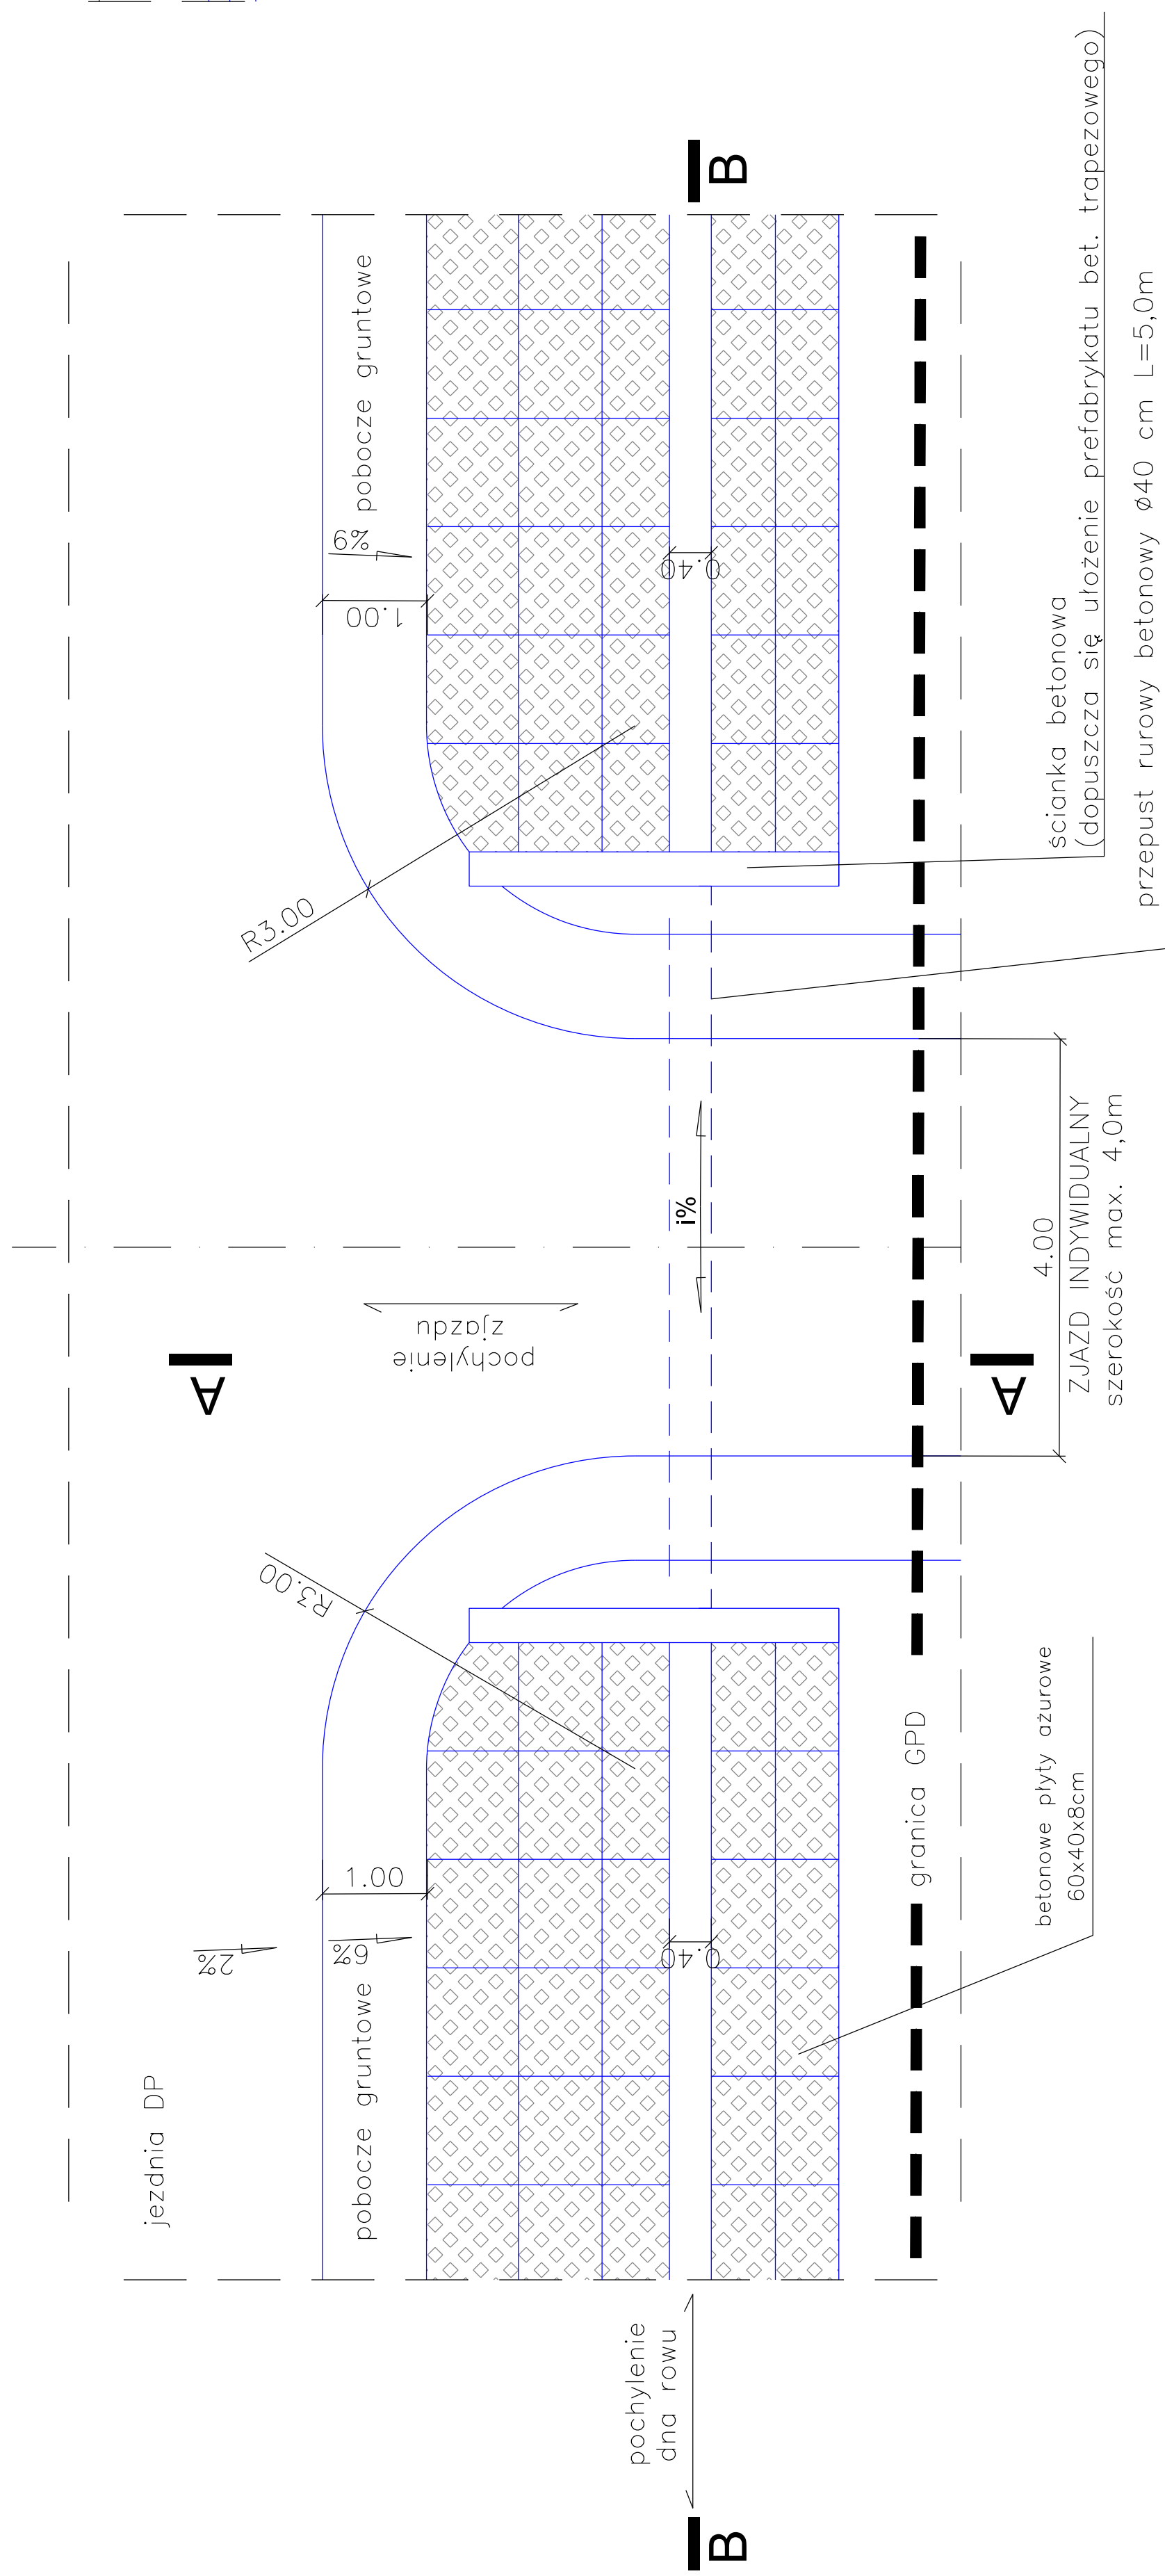 jezdnia DP
2%
pobocze gruntowe
6%
1.00
R3.00
A
pochylenie
zjazdu
R3.00
1.00
6%
pobocze gruntowe
B
pochylenie
dna rowu
0.40
i%
0.40
B
granica GPD
betonowe płyty ażurowe
60x40x8cm
A
4.00
ZJAZD INDYWIDUALNY
szerokość max. 4,0m
ścianka betonowa
(dopuszcza się ułożenie prefabrykatu bet. trapezowego)
przepust rurowy betonowy ø40 cm L=5,0m